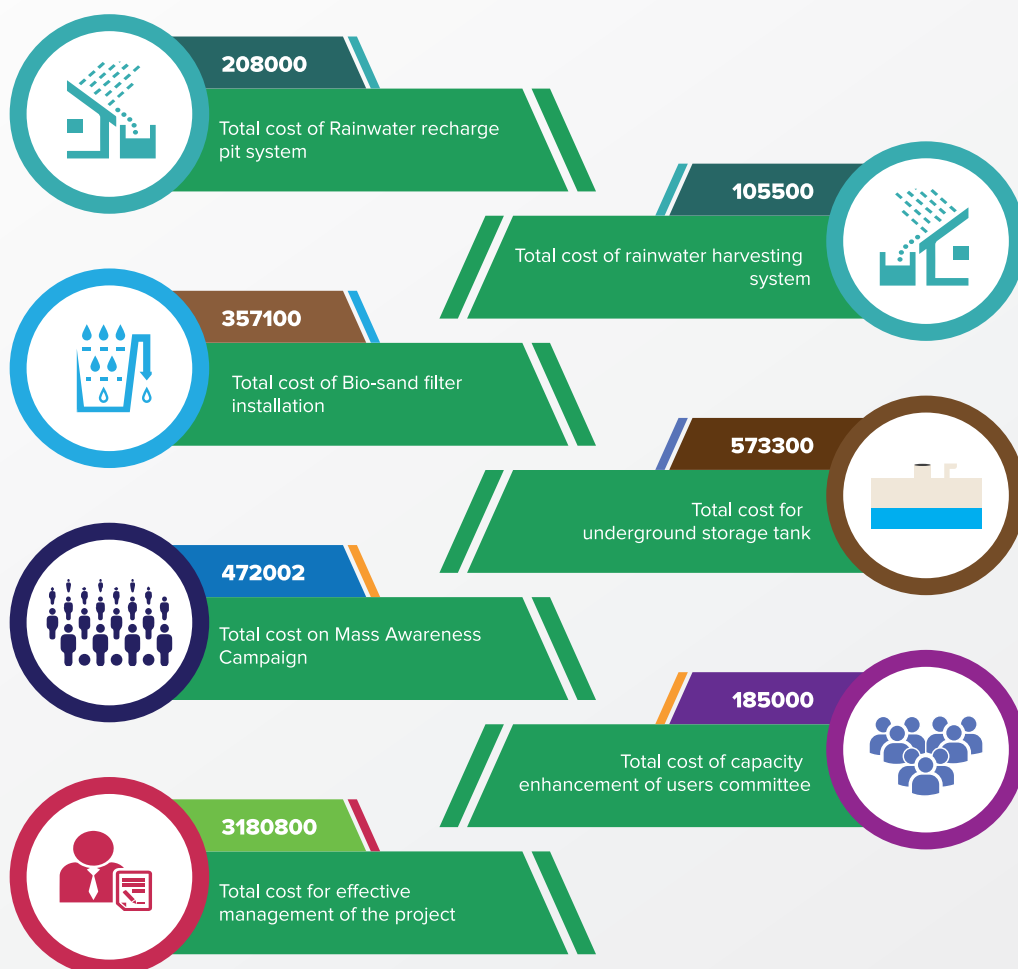 208000
Total cost of Rainwater recharge
pit system
105500
Total cost of rainwater harvesting
system
357100
Total cost of Bio-sand filter
installation
573300
Total cost for
underground storage tank
472002
Total cost on Mass Awareness
Campaign
185000
Total cost of capacity
enhancement of users committee
3180800
Total cost for effective
management of the project